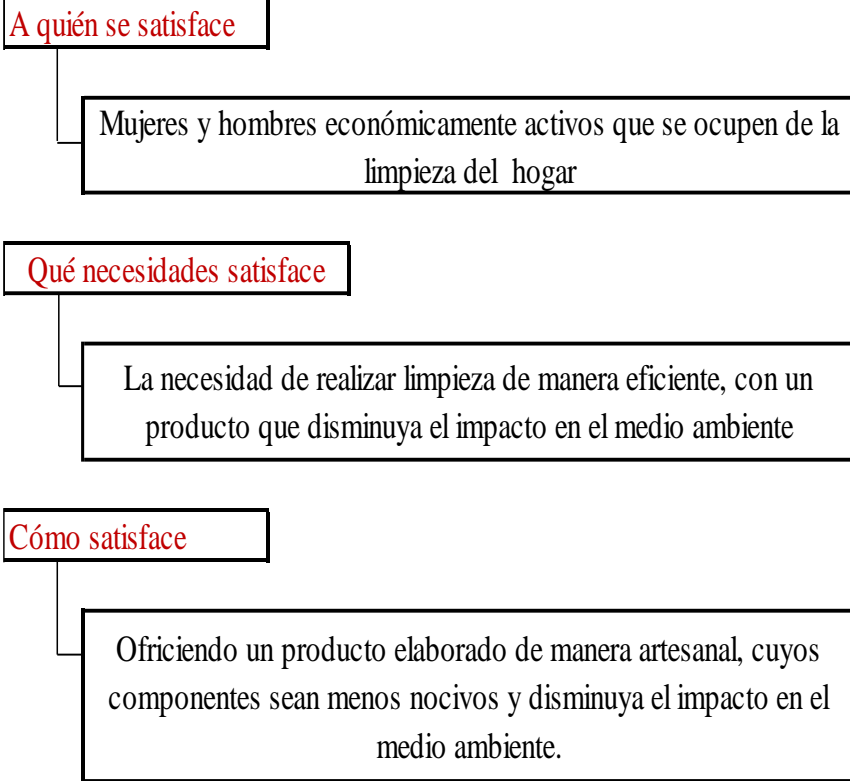 A quién se satisface
Mujeres y hombres económicamente activos que se ocupen de la
limpieza del hogar
Qué necesidades satisface
La necesidad de realizar limpieza de manera eficiente, con un
producto que disminuya el impacto en el medio ambiente
Cómo satisface
Ofriciendo un producto elaborado de manera artesanal, cuyos
componentes sean menos nocivos y disminuya el impacto en el
medio ambiente.